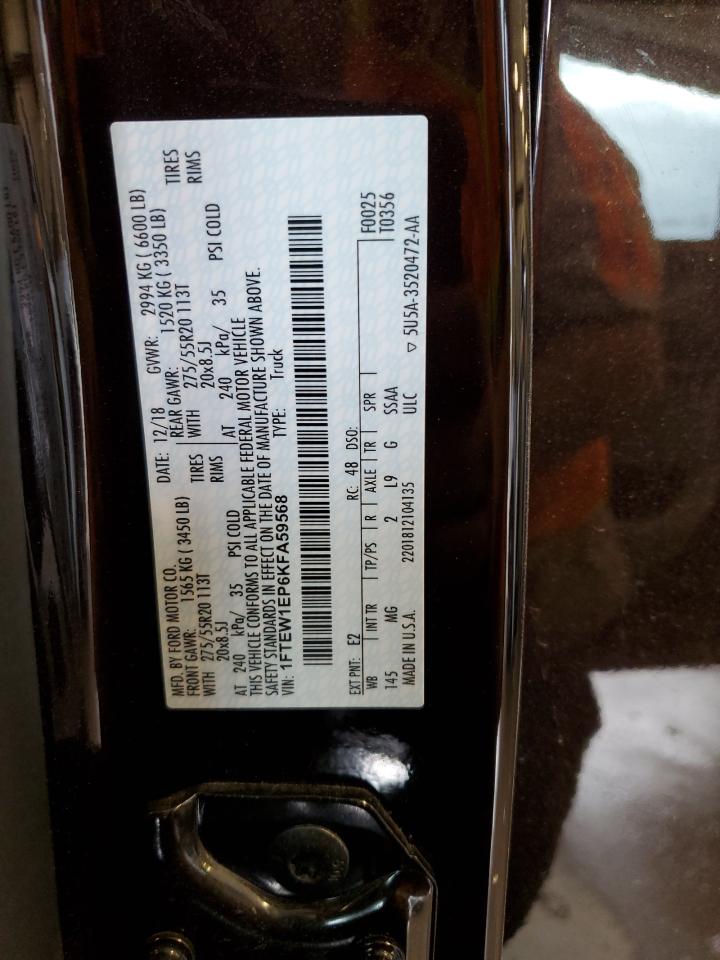 MFD. BY FORD MOTOR CO. DATE: 12/18 GVWR: 2994 KG ( 6600 LB)
FRONT GAWR: 1565 KG ( 3450 LB) REAR GAWR: 1520 KG ( 3350 LB)
WITH 275/55R20 113T TIRES WITH 275/55R20 113T TIRES
20x8.5J RIMS 20x8.5J RIMS
AT 240 kPa/ 35 PSI COLD AT 240 kPa/ 35 PSI COLD
THIS VEHICLE CONFORMS TO ALL APPLICABLE FEDERAL MOTOR VEHICLE
SAFETY STANDARDS IN EFFECT ON THE DATE OF MANUFACTURE SHOWN ABOVE.
VIN: 1FTEW1EP6KFA59568 TYPE: Truck
EXT PNT: E2 RC: 48 DSO: F0025
WB INT TR TP/PS R AXLE TR SPR T0356
145 MG 2 L9 G SSAA
MADE IN U.S.A. 2201812104135 ULC ▽ 5U5A-3520472-AA